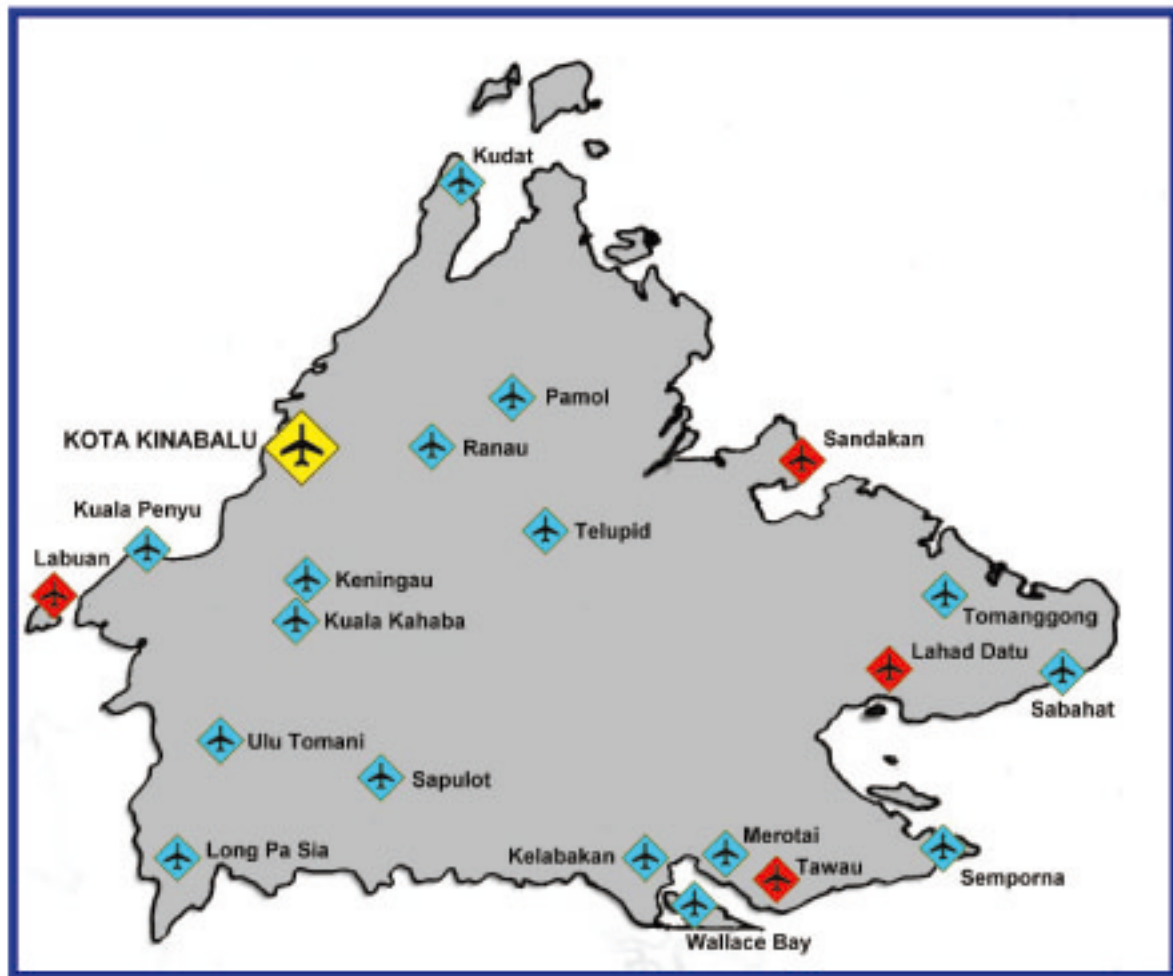 Kudat
Pamol
KOTA KINABALU
Ranau
Sandakan
Kuala Penyu
Telupid
Labuan
Keningau
Tomanggong
Kuala Kahaba
Lahad Datu
Sabahat
Ulu Tomani
Sapulot
Merotai
Long Pa Sia
Kelabakan
Tawau
Semporna
Wallace Bay